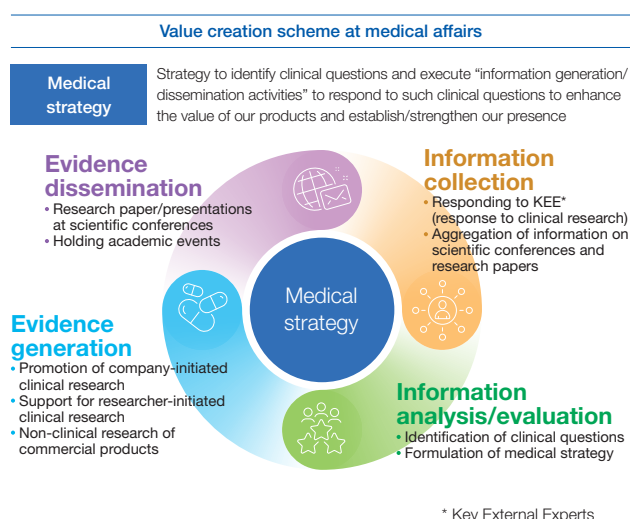 Value creation scheme at medical affairs
Medical
strategy
Strategy to identify clinical questions and execute “information generation/
dissemination activities” to respond to such clinical questions to enhance
the value of our products and establish/strengthen our presence
Evidence
dissemination
• Research paper/presentations
at scientific conferences
• Holding academic events
Information
collection
• Responding to KEE*
(response to clinical research)
• Aggregation of information on
scientific conferences and
research papers
Medical
strategy
Evidence
generation
• Promotion of company-initiated
clinical research
• Support for researcher-initiated
clinical research
• Non-clinical research of
commercial products
Information
analysis/evaluation
• Identification of clinical questions
• Formulation of medical strategy
* Key External Experts